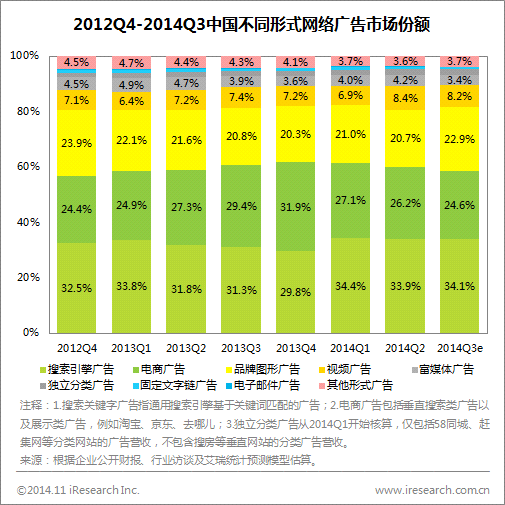 2012Q4-2014Q3中国不同形式网络广告市场份额
100% 4.5% 4.7% 4.4% 4.3% 4.1% 3.7% 3.6% 3.7%
4.5% 4.9% 4.7% 3.9% 3.6% 4.0% 4.2% 3.4%
80% 7.1% 6.4% 7.2% 7.4% 7.2% 6.9% 8.4% 8.2%
23.9% 22.1% 21.6% 20.8% 20.3% 21.0% 20.7% 22.9%
60%
24.4% 24.9% 27.3% 29.4% 31.9% 27.1% 26.2% 24.6%
40%
32.5% 33.8% 31.8% 31.3% 29.8% 34.4% 33.9% 34.1%
20%
0%
2012Q4 2013Q1 2013Q2 2013Q3 2013Q4 2014Q1 2014Q2 2014Q3e
搜索引擎广告 电商广告 品牌图形广告 视频广告 富媒体广告
独立分类广告 固定文字链广告 电子邮件广告 其他形式广告
注释：1.搜索关键字广告指通用搜索引擎基于关键词匹配的广告；2.电商广告包括垂直搜索类广告以
及展示类广告，例如淘宝、京东、去哪儿；3.独立分类广告从2014Q1开始核算，仅包括58同城、赶
集网等分类网站的广告营收，不包含搜房等垂直网站的分类广告营收。
来源：根据企业公开财报、行业访谈及艾瑞统计预测模型估算。
©2014.11 iResearch Inc. www.iresearch.com.cn